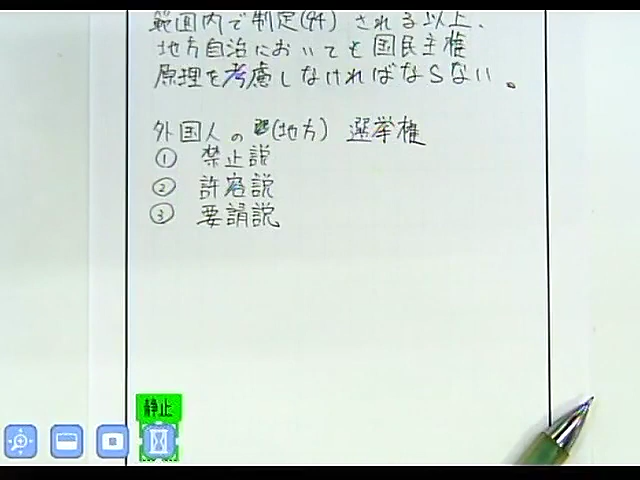 範囲内で制定(94)される以上、
地方自治においても国民主権
原理を考慮しなければならない。
外国人の(地方)選挙権
① 禁止説
② 許容説
③ 要請説
静止